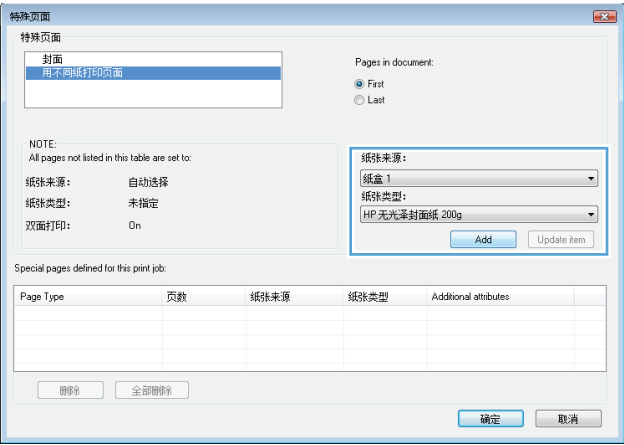 特殊页面
特殊页面
封面
用不同纸打印页面
Pages in document:
First
Last
NOTE:
All pages not listed in this table are set to:
纸张来源: 自动选择
纸张类型: 未指定
双面打印: On
纸张来源:
纸盒 1
纸张类型:
HP 无光泽封面纸 200g
Add Update item
Special pages defined for this print job:
Page Type 页数 纸张来源 纸张类型 Additional attributes
删除 全部删除
确定 取消